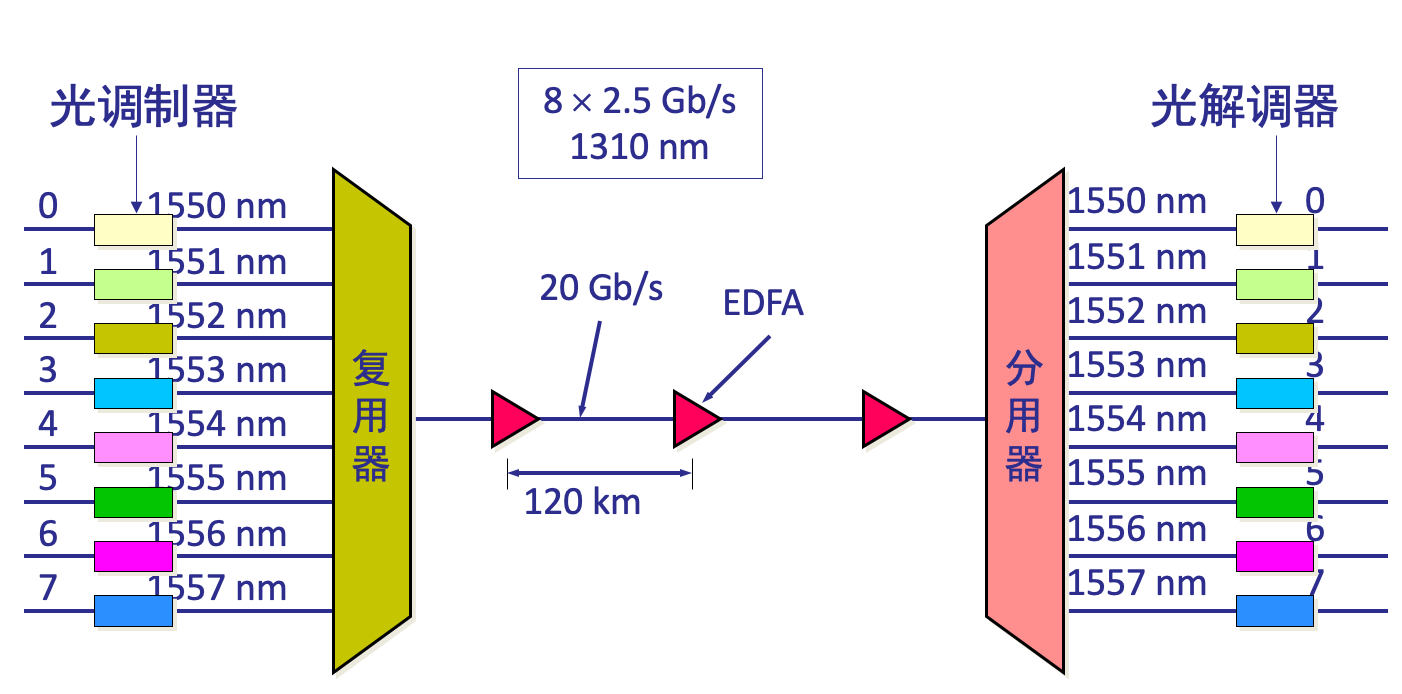 光调制器
8 × 2.5 Gb/s
1310 nm
光解调器
0 1550 nm
1 1551 nm
2 1552 nm
3 1553 nm
4 1554 nm
5 1555 nm
6 1556 nm
7 1557 nm
复用器
20 Gb/s
EDFA
120 km
分用器
1550 nm 0
1551 nm 1
1552 nm 2
1553 nm 3
1554 nm 4
1555 nm 5
1556 nm 6
1557 nm 7